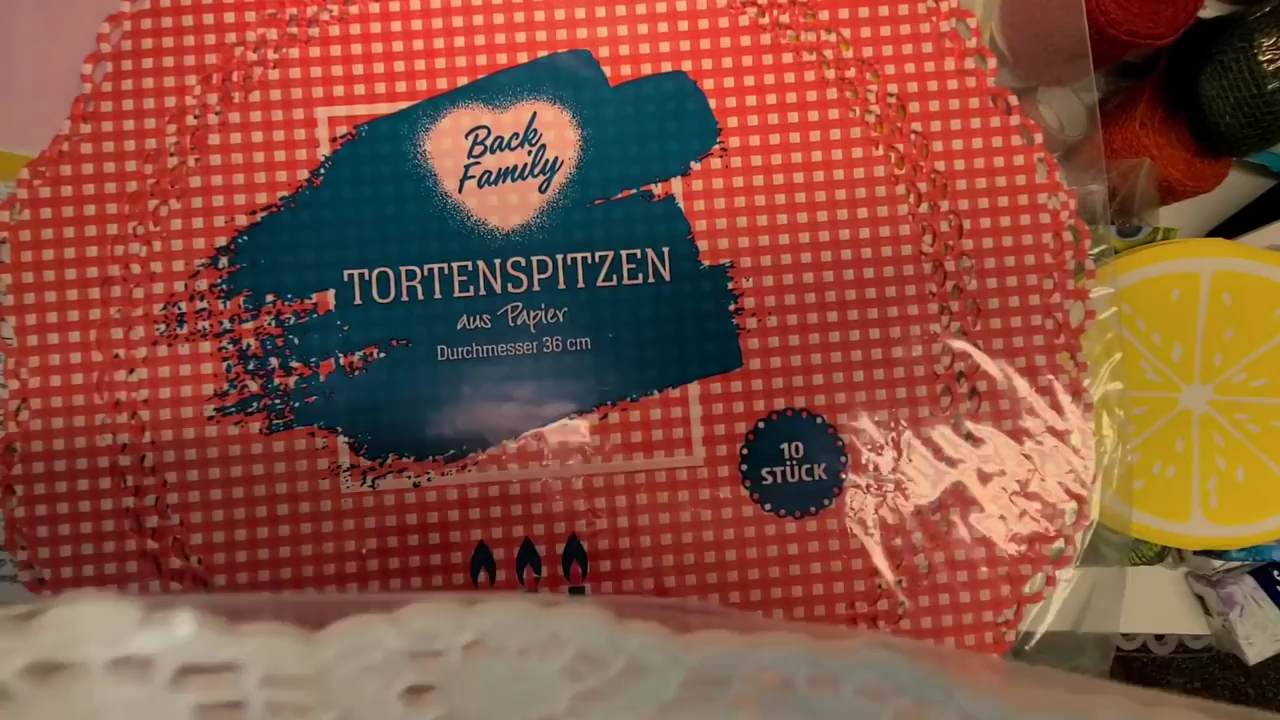 Back
Family
TORTENSPITZEN
aus Papier
Durchmesser 36 cm
10
STÜCK